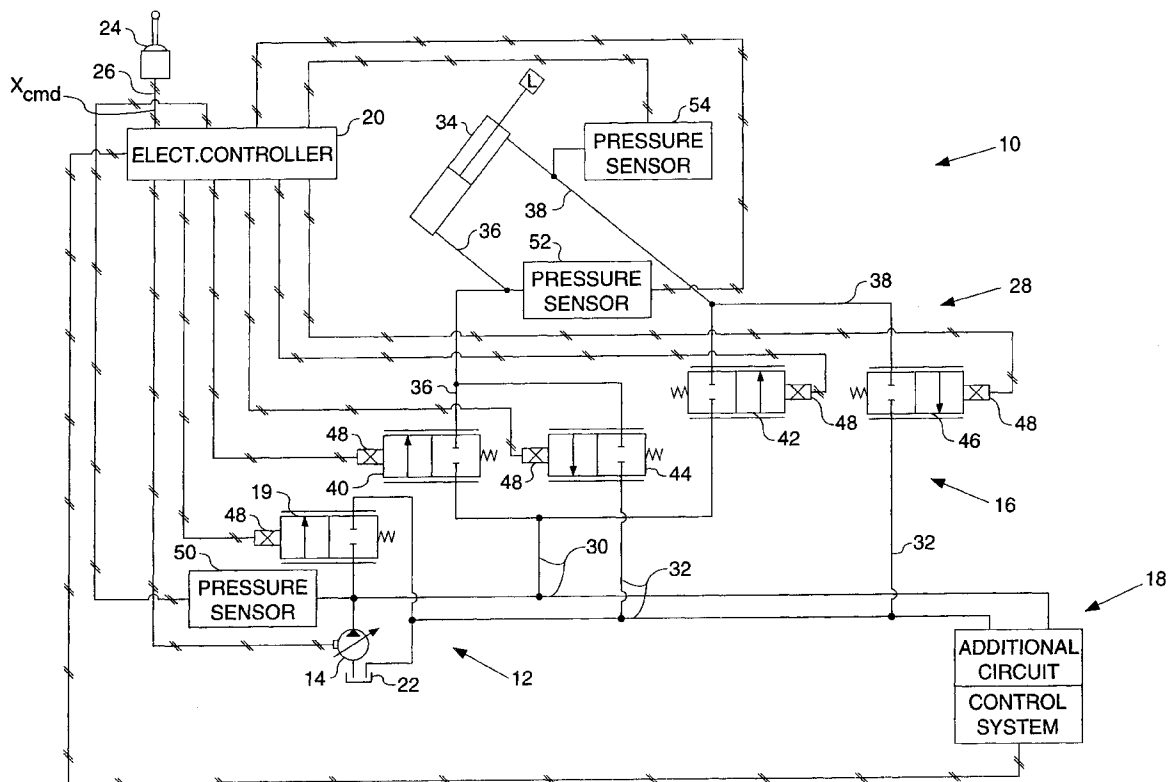 24
26
Xcmd
20
ELECT.CONTROLLER
34
L
54
PRESSURE
SENSOR
10
38
36
52
PRESSURE
SENSOR
38
28
36
48
40
48
44
42
48
46
48
16
19
48
50
PRESSURE
SENSOR
30
32
32
18
14
22
12
ADDITIONAL
CIRCUIT
CONTROL
SYSTEM